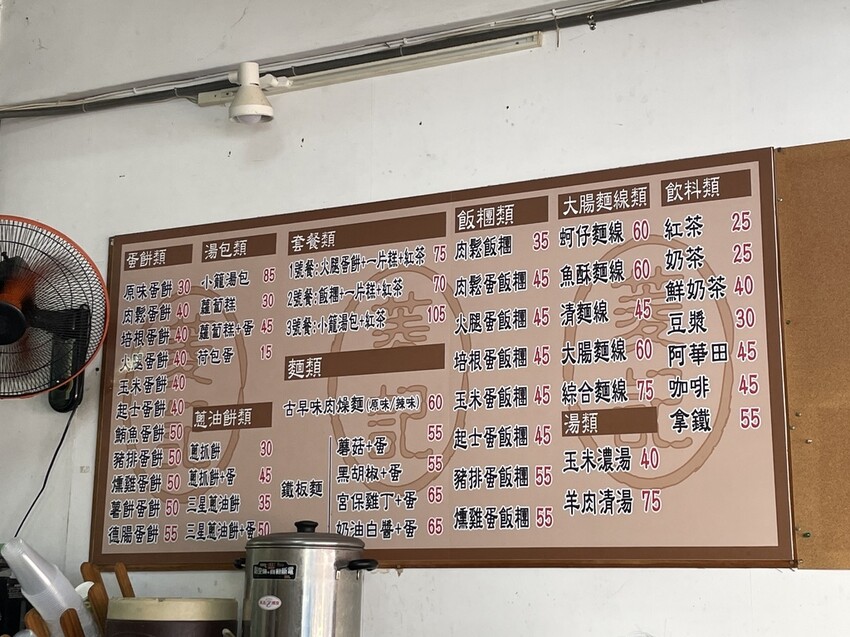 蛋餅類
原味蛋餅 30
肉鬆蛋餅 40
培根蛋餅 40
火腿蛋餅 40
玉米蛋餅 40
起士蛋餅 40
鮪魚蛋餅 50
豬排蛋餅 50
燻雞蛋餅 50
薯餅蛋餅 50
德腸蛋餅 55
湯包類
小籠湯包 85
蘿蔔糕 30
蘿蔔糕+蛋 45
荷包蛋 15
蔥油餅類
蔥抓餅 30
蔥抓餅+蛋 45
三星蔥油餅 35
三星蔥油餅+蛋 50
套餐類
1號餐:火腿蛋餅+一片糕+紅茶 75
2號餐:飯糰+一片糕+紅茶 70
3號餐:小籠湯包+紅茶 105
麵類
古早味肉燥麵(原味/辣味) 60
鐵板麵
蘑菇+蛋 55
黑胡椒+蛋 55
宮保雞丁+蛋 65
奶油白醬+蛋 65
飯糰類
肉鬆飯糰 35
肉鬆蛋飯糰 45
火腿蛋飯糰 45
培根蛋飯糰 45
玉米蛋飯糰 45
起士蛋飯糰 45
豬排蛋飯糰 55
燻雞蛋飯糰 55
大腸麵線類
蚵仔麵線 60
魚酥麵線 60
清麵線 45
大腸麵線 60
綜合麵線 75
湯類
玉米濃湯 40
羊肉清湯 75
飲料類
紅茶 25
奶茶 25
鮮奶茶 40
豆漿 30
阿華田 45
咖啡 45
拿鐵 55